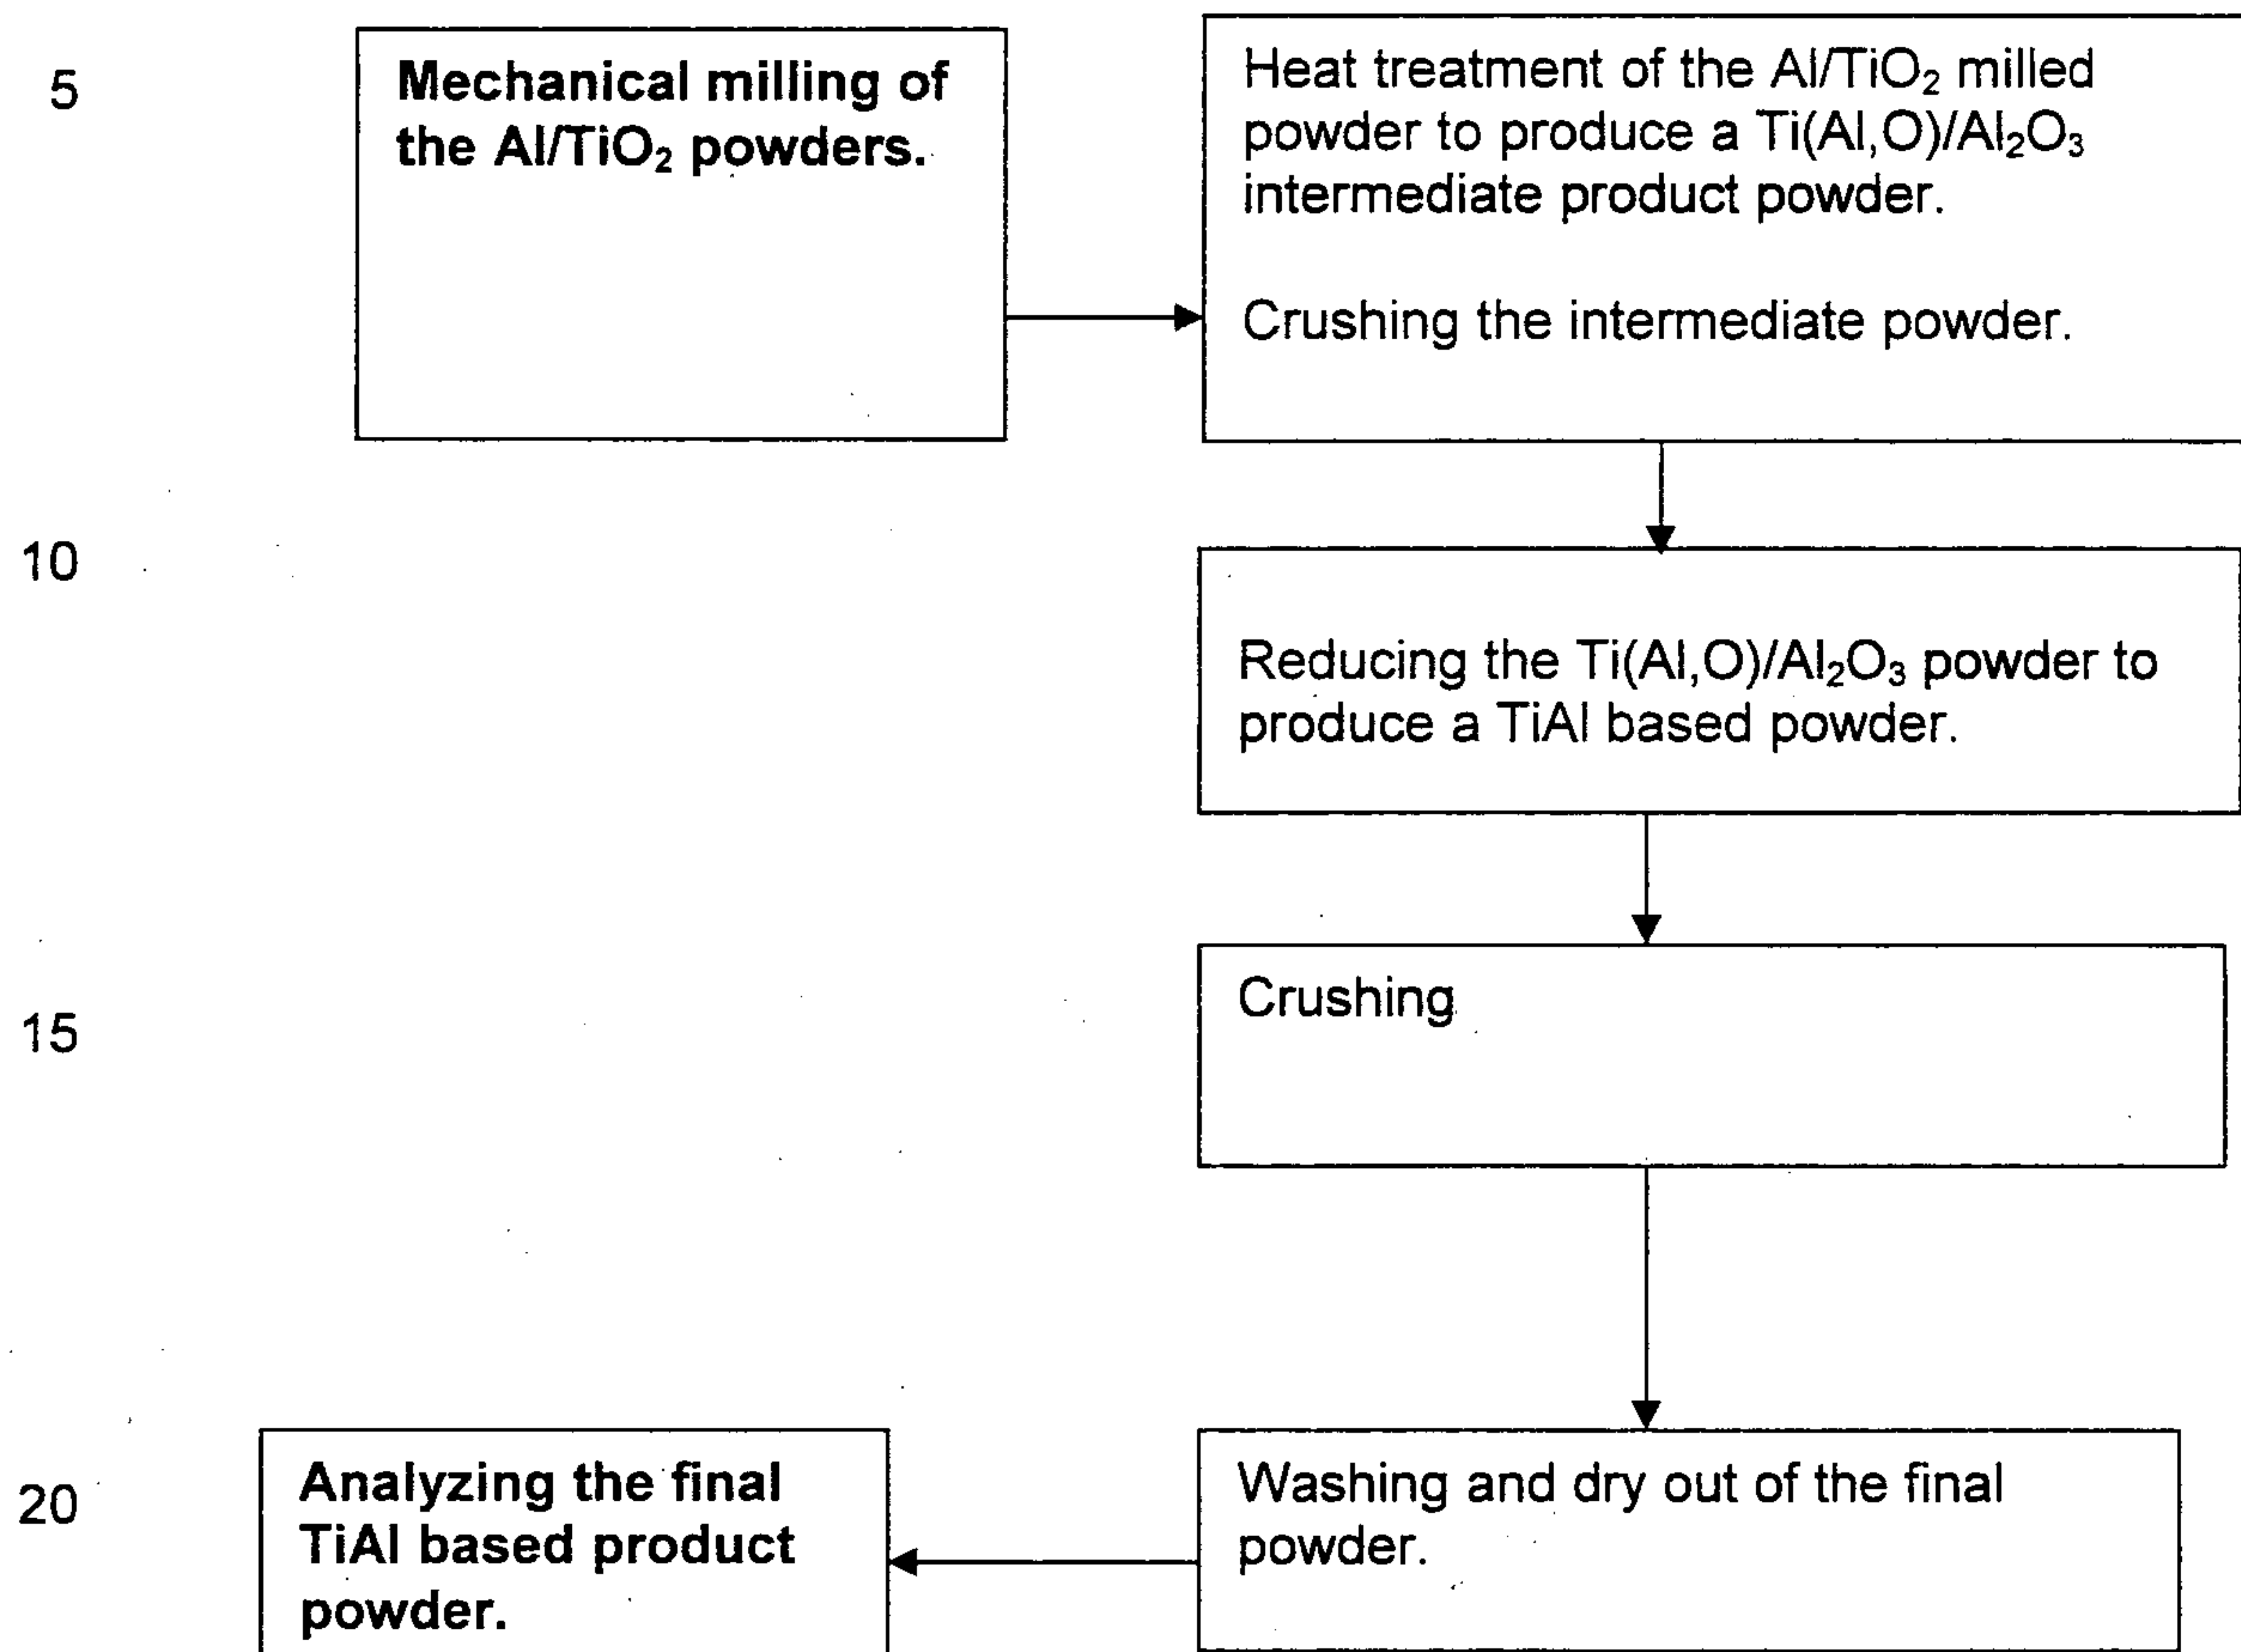 5
Mechanical milling of
the Al/TiO₂ powders.
Heat treatment of the Al/TiO₂ milled
powder to produce a Ti(Al,O)/Al₂O₃
intermediate product powder.
Crushing the intermediate powder.
10
Reducing the Ti(Al,O)/Al₂O₃ powder to
produce a TiAl based powder.
15
Crushing
20
Analyzing the final
TiAl based product
powder.
Washing and dry out of the final
powder.